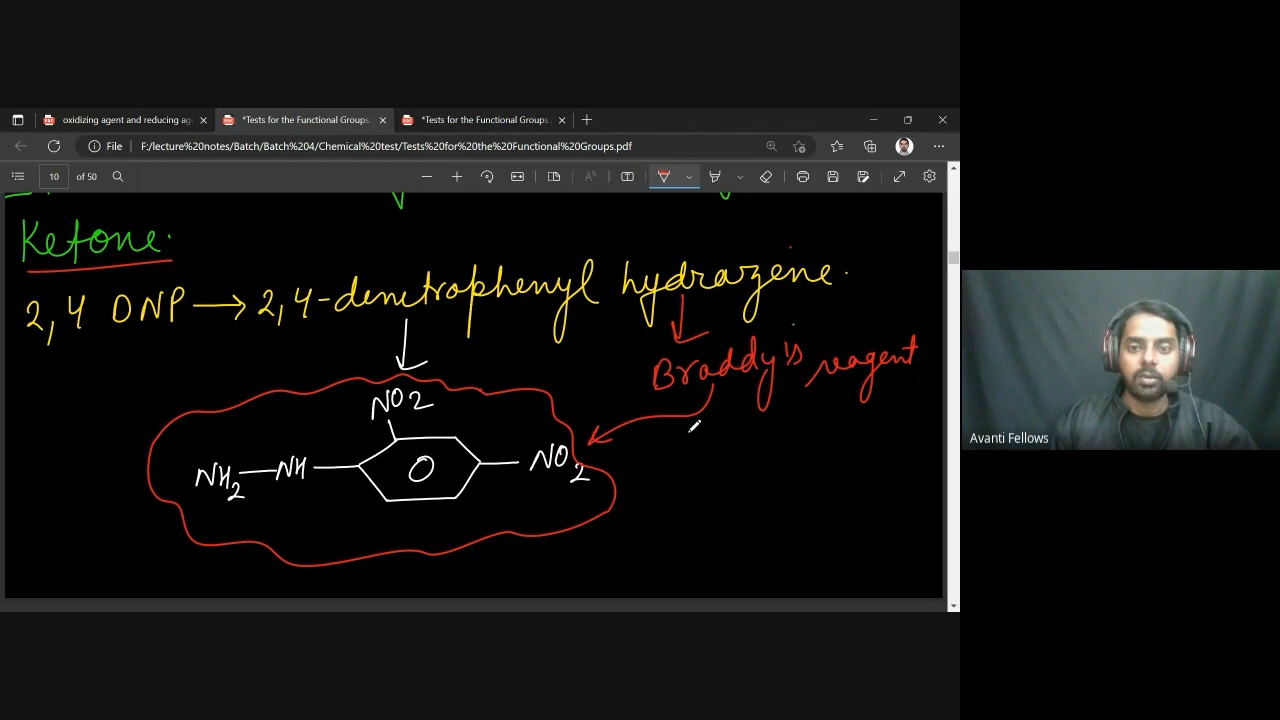 oxidizing agent and reducing ag
*Tests for the Functional Groups.
*Tests for the Functional Groups.
File
F:/lecture%20notes/Batch/Batch%204/Chemical%20test/Tests%20for%20the%20Functional%20Groups.pdf
10 of 50
Ketone.
2,4 DNP → 2,4-denetrophenyl hydrazene.
Braddy's reagent
NO2
NH2—NH
NO2
Avanti Fellows